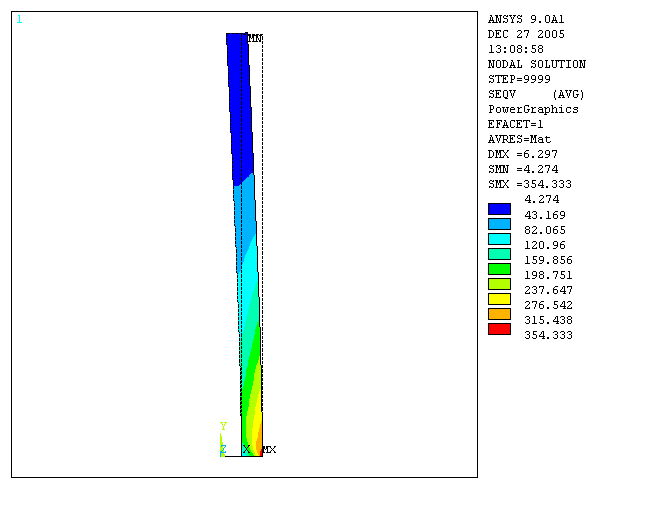 1
MN
Y
Z X MX
ANSYS 9.0A1
DEC 27 2005
13:08:58
NODAL SOLUTION
STEP=9999
SEQV (AVG)
PowerGraphics
EFACET=1
AVRES=Mat
DMX =6.297
SMN =4.274
SMX =354.333
4.274
43.169
82.065
120.96
159.856
198.751
237.647
276.542
315.438
354.333